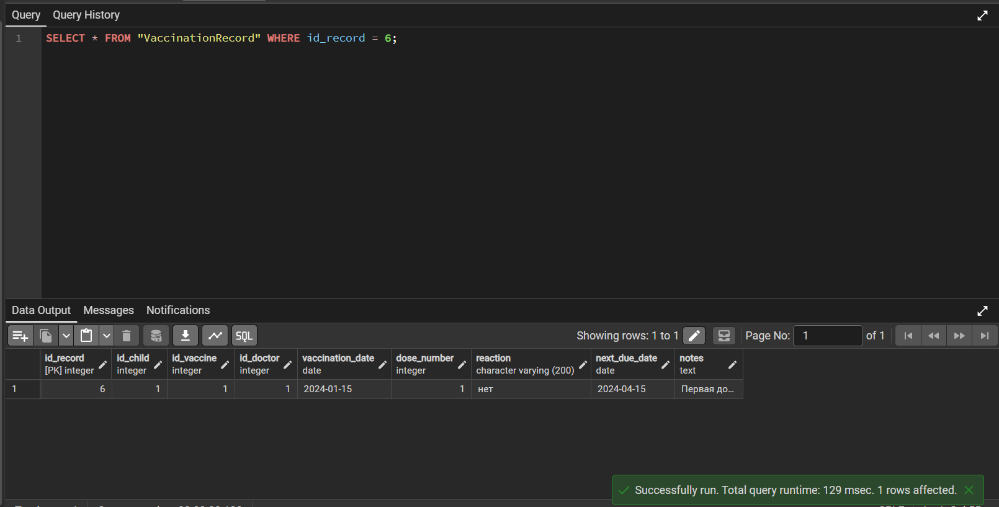 Query Query History
1 SELECT * FROM "VaccinationRecord" WHERE id_record = 6;
Data Output Messages Notifications
SQL Showing rows: 1 to 1 Page No: 1 of 1
id_record id_child id_vaccine id_doctor vaccination_date dose_number reaction next_due_date notes
[PK] integer integer integer integer date integer character varying (200) date text
1 6 1 1 1 2024-01-15 1 нет 2024-04-15 Первая до...
Successfully run. Total query runtime: 129 msec. 1 rows affected.